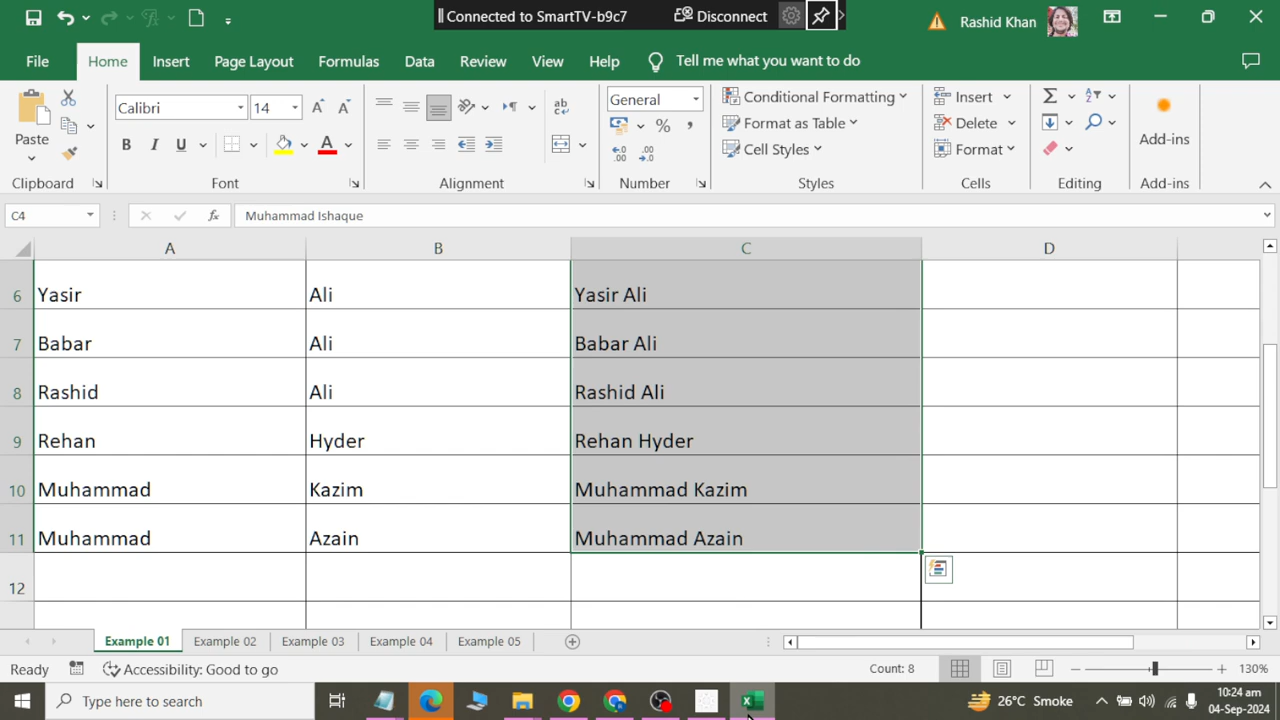 Connected to SmartTV-b9c7 Disconnect
Rashid Khan
File Home Insert Page Layout Formulas Data Review View Help Tell me what you want to do
Paste
Calibri 14
B I U A
ab
General
% ,
Conditional Formatting
Format as Table
Cell Styles
Insert
Delete
Format
Add-ins
Clipboard Font Alignment Number Styles Cells Editing Add-ins
C4 fx Muhammad Ishaque
A B C D
6 Yasir Ali Yasir Ali
7 Babar Ali Babar Ali
8 Rashid Ali Rashid Ali
9 Rehan Hyder Rehan Hyder
10 Muhammad Kazim Muhammad Kazim
11 Muhammad Azain Muhammad Azain
12
Example 01 Example 02 Example 03 Example 04 Example 05
Ready Accessibility: Good to go Count: 8 130%
Type here to search 26°C Smoke 10:24 am
04-Sep-2024